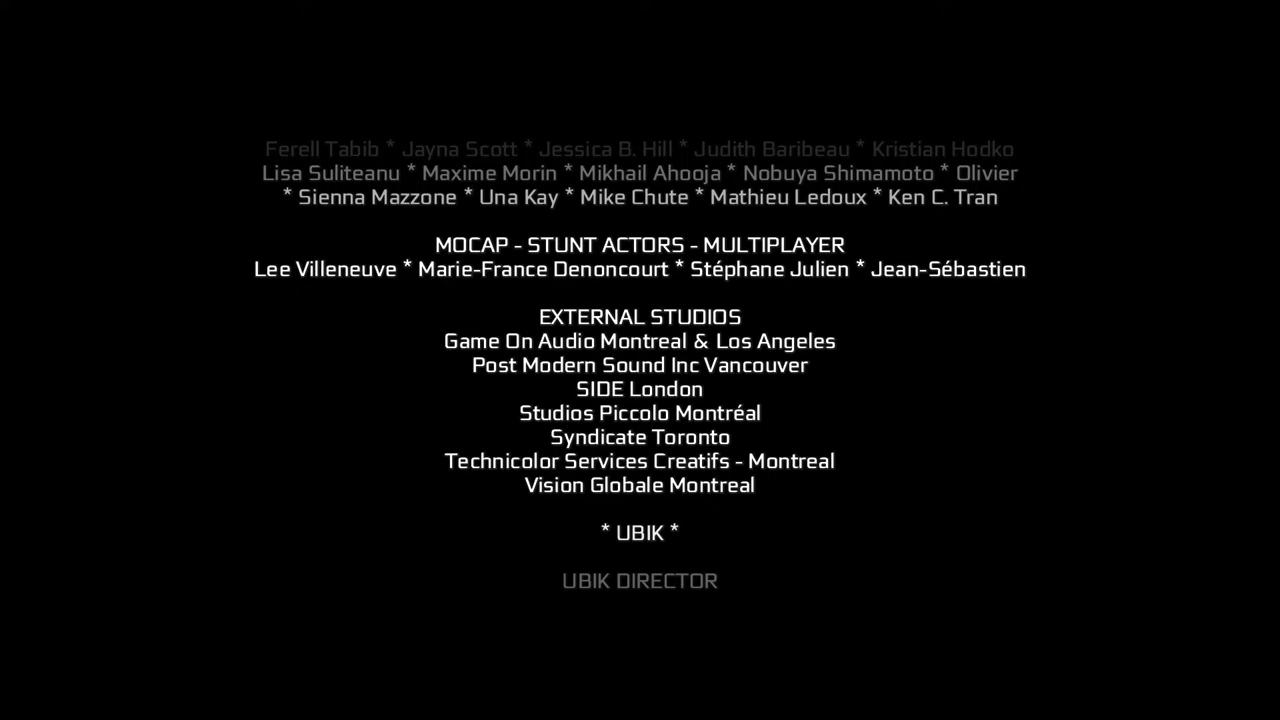 Ferell Tabib * Jayna Scott * Jessica B. Hill * Judith Baribeau * Kristian Hodko
Lisa Suliteanu * Maxime Morin * Mikhail Ahooja * Nobuya Shimamoto * Olivier
* Sienna Mazzone * Una Kay * Mike Chute * Mathieu Ledoux * Ken C. Tran
MOCAP - STUNT ACTORS - MULTIPLAYER
Lee Villeneuve * Marie-France Denoncourt * Stéphane Julien * Jean-Sébastien
EXTERNAL STUDIOS
Game On Audio Montreal & Los Angeles
Post Modern Sound Inc Vancouver
SIDE London
Studios Piccolo Montréal
Syndicate Toronto
Technicolor Services Creatifs - Montreal
Vision Globale Montreal
* UBIK *
UBIK DIRECTOR